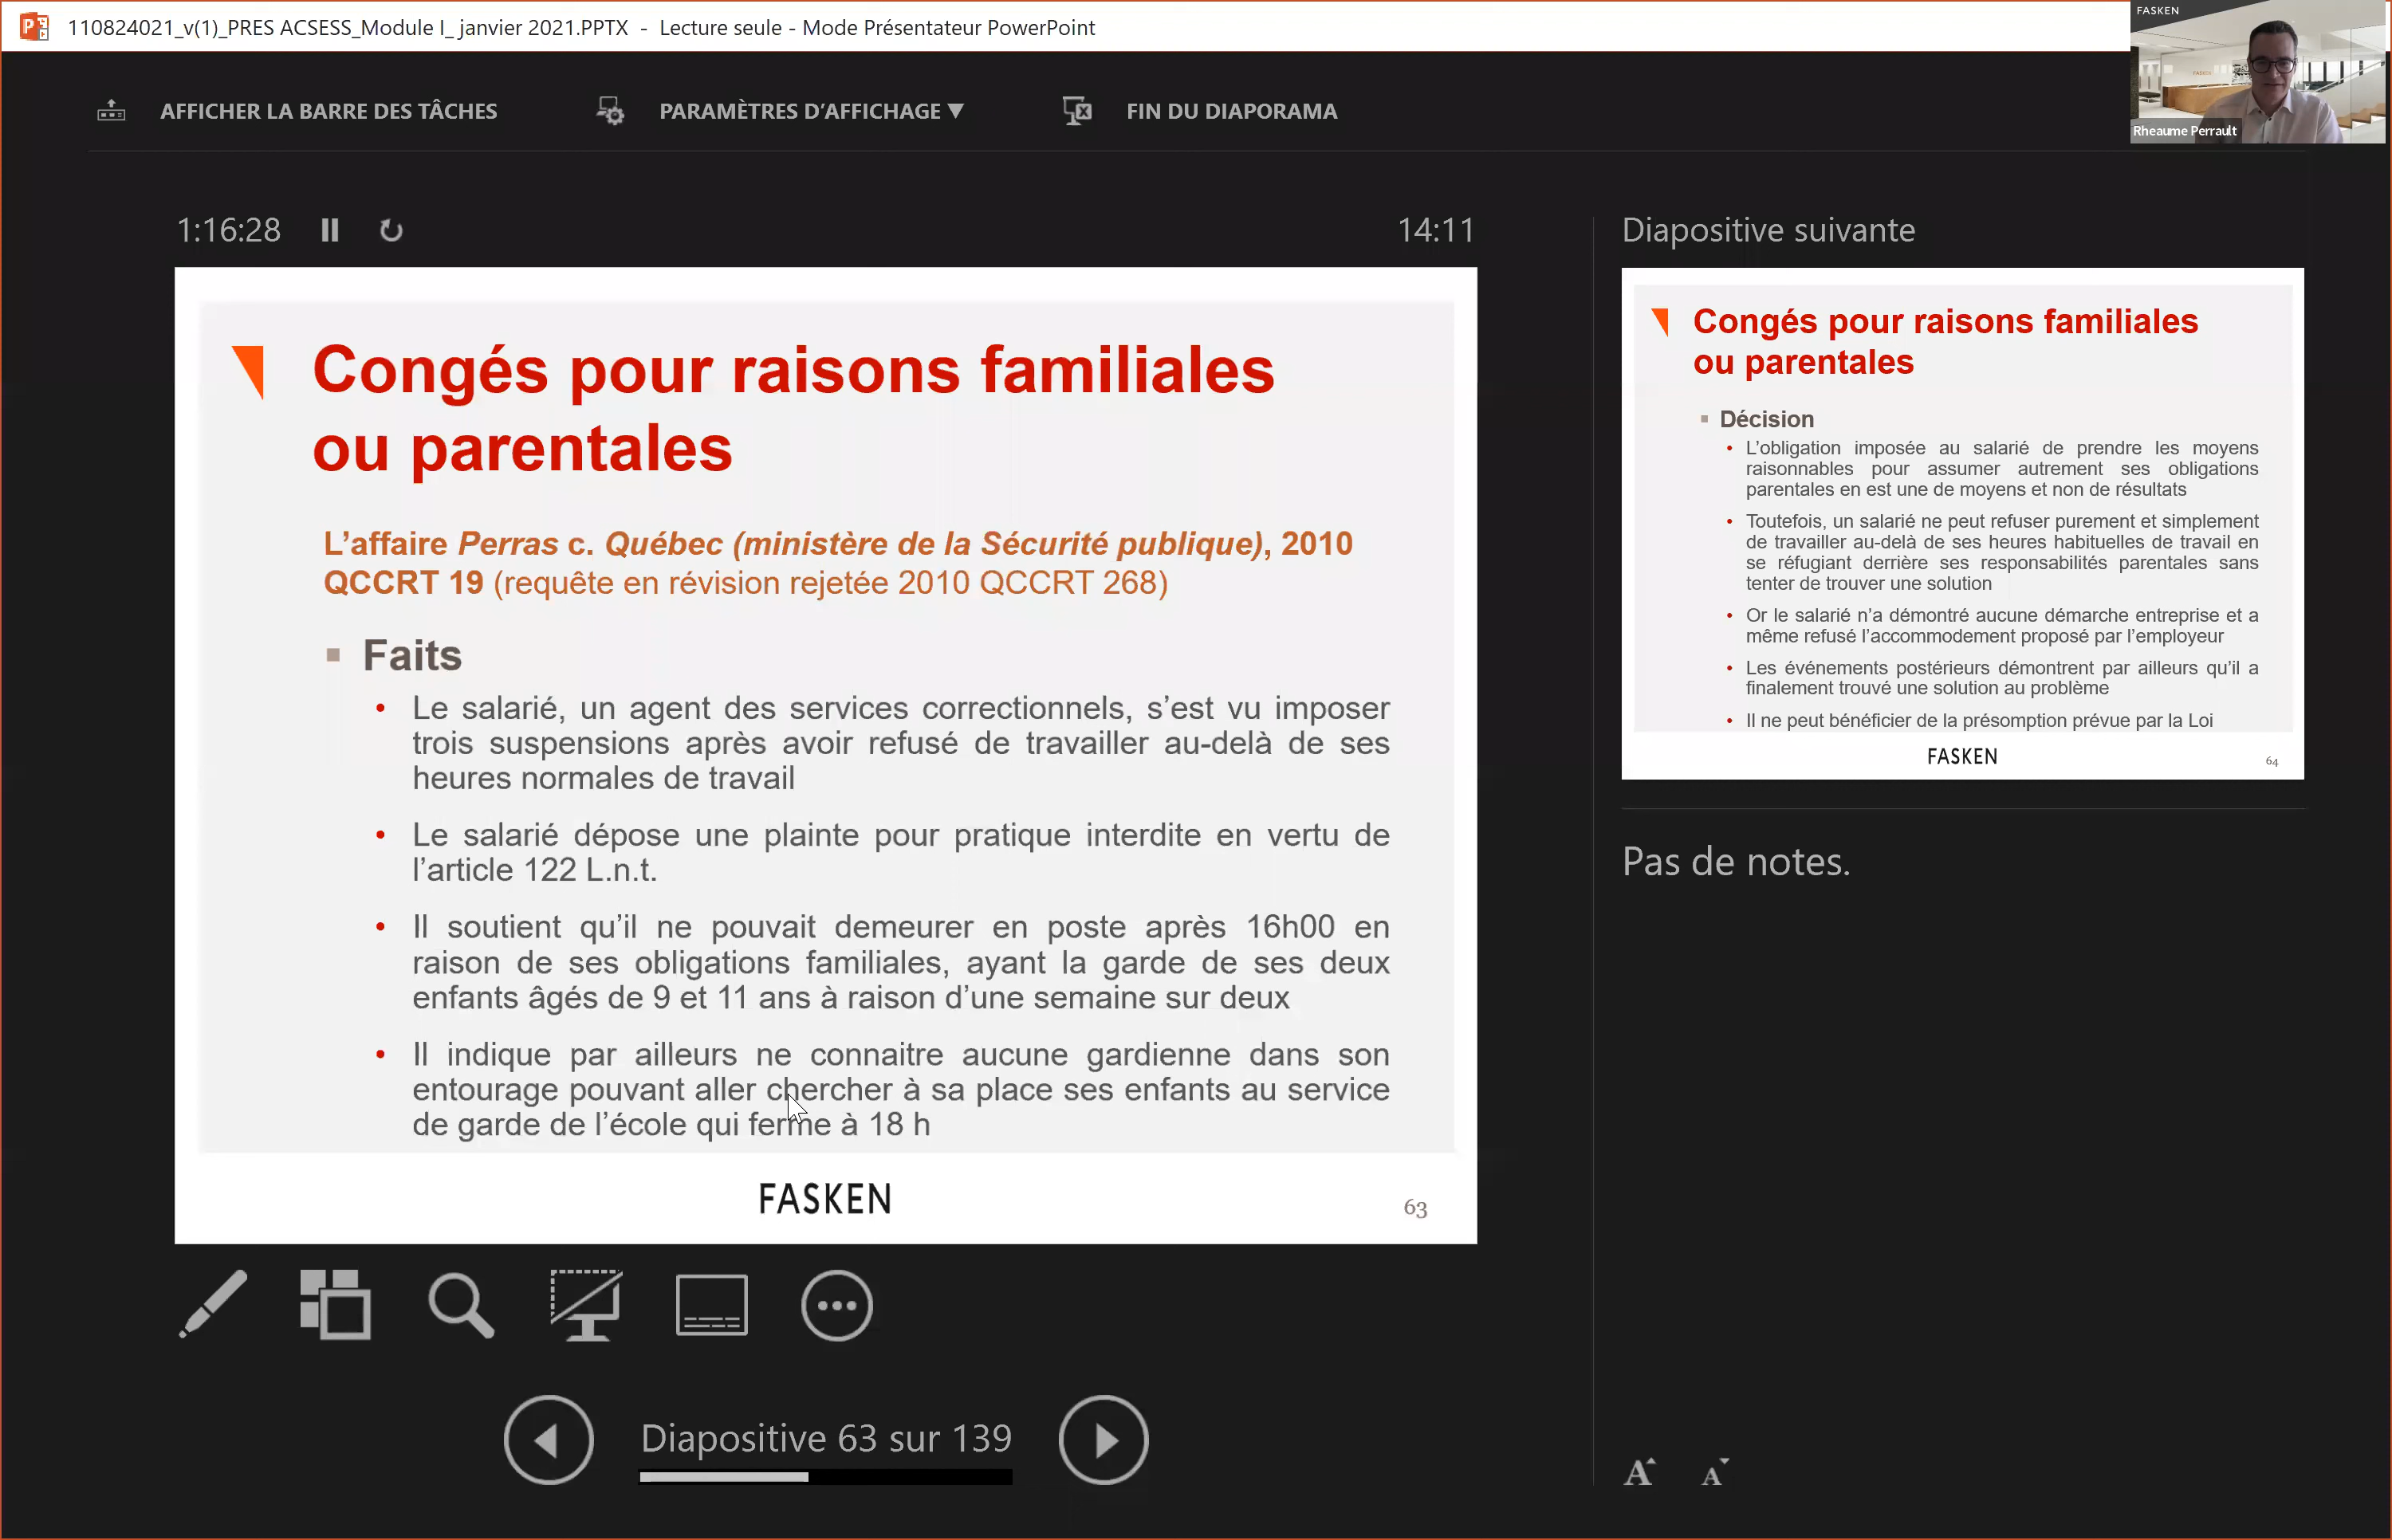 110824021_v(1)_PRES ACSESS_Module I_ janvier 2021.PPTX - Lecture seule - Mode Présentateur PowerPoint
FASKEN
Rheaume Perrault
AFFICHER LA BARRE DES TÂCHES
PARAMÈTRES D'AFFICHAGE
FIN DU DIAPORAMA
1:16:28
14:11
Congés pour raisons familiales
ou parentales
L'affaire Perras c. Québec (ministère de la Sécurité publique), 2010
QCCRT 19 (requête en révision rejetée 2010 QCCRT 268)
Faits
• Le salarié, un agent des services correctionnels, s'est vu imposer
trois suspensions après avoir refusé de travailler au-delà de ses
heures normales de travail
• Le salarié dépose une plainte pour pratique interdite en vertu de
l'article 122 L.n.t.
• Il soutient qu'il ne pouvait demeurer en poste après 16h00 en
raison de ses obligations familiales, ayant la garde de ses deux
enfants âgés de 9 et 11 ans à raison d'une semaine sur deux
• Il indique par ailleurs ne connaitre aucune gardienne dans son
entourage pouvant aller chercher à sa place ses enfants au service
de garde de l'école qui ferme à 18 h
FASKEN
63
Diapositive 63 sur 139
Diapositive suivante
Congés pour raisons familiales
ou parentales
Décision
• L'obligation imposée au salarié de prendre les moyens
raisonnables pour assumer autrement ses obligations
parentales en est une de moyens et non de résultats
• Toutefois, un salarié ne peut refuser purement et simplement
de travailler au-delà de ses heures habituelles de travail en
se réfugiant derrière ses responsabilités parentales sans
tenter de trouver une solution
• Or le salarié n'a démontré aucune démarche entreprise et a
même refusé l'accommodement proposé par l'employeur
• Les événements postérieurs démontrent par ailleurs qu'il a
finalement trouvé une solution au problème
• Il ne peut bénéficier de la présomption prévue par la Loi
FASKEN
64
Pas de notes.
A A